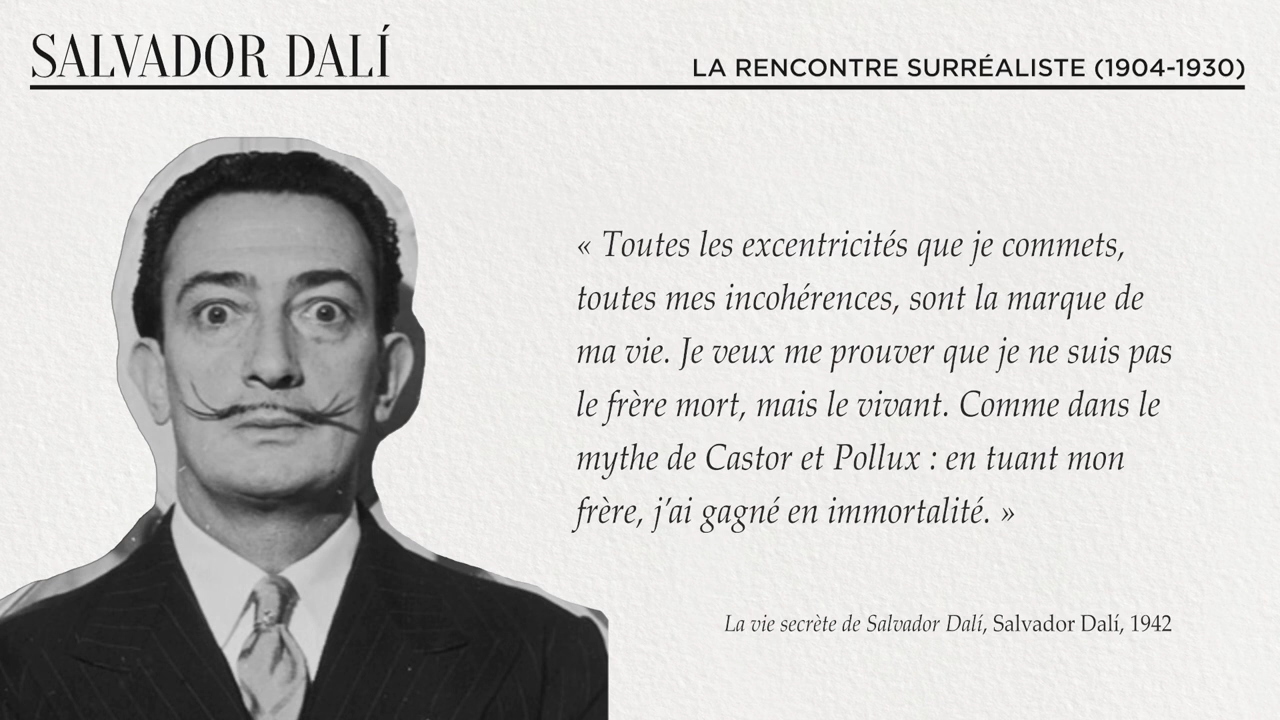 SALVADOR DALÍ
LA RENCONTRE SURRÉALISTE (1904-1930)
« Toutes les excentricités que je commets,
toutes mes incohérences, sont la marque de
ma vie. Je veux me prouver que je ne suis pas
le frère mort, mais le vivant. Comme dans le
mythe de Castor et Pollux : en tuant mon
frère, j’ai gagné en immortalité. »
La vie secrète de Salvador Dalí, Salvador Dalí, 1942